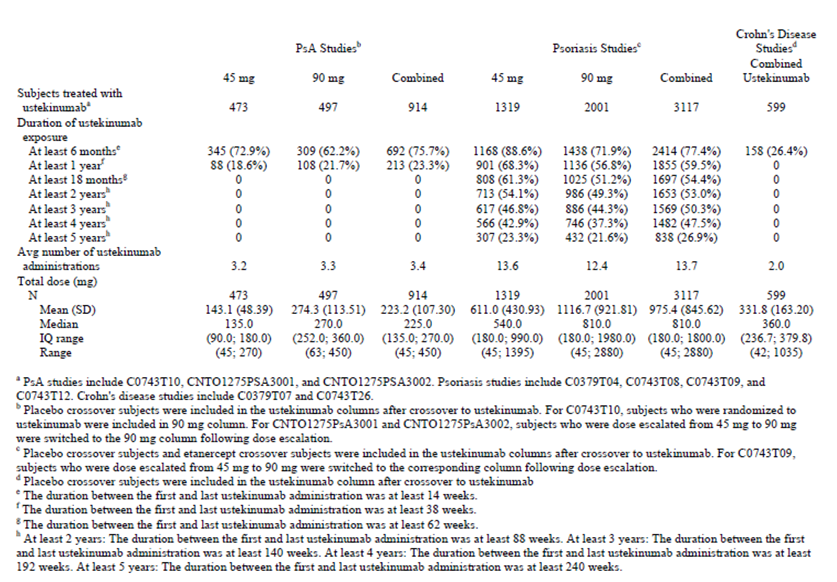 Crohn's Disease
PsA Studiesᵇ Psoriasis Studiesᶜ Studiesᵈ
Combined
45 mg 90 mg Combined 45 mg 90 mg Combined Ustekinumab
Subjects treated with
ustekinumabᵃ 473 497 914 1319 2001 3117 599
Duration of ustekinumab
exposure
At least 6 monthsᵉ 345 (72.9%) 309 (62.2%) 692 (75.7%) 1168 (88.6%) 1438 (71.9%) 2414 (77.4%) 158 (26.4%)
At least 1 yearᶠ 88 (18.6%) 108 (21.7%) 213 (23.3%) 901 (68.3%) 1136 (56.8%) 1855 (59.5%) 0
At least 18 monthsᵍ 0 0 0 808 (61.3%) 1025 (51.2%) 1697 (54.4%) 0
At least 2 yearsʰ 0 0 0 713 (54.1%) 986 (49.3%) 1653 (53.0%) 0
At least 3 yearsʰ 0 0 0 617 (46.8%) 886 (44.3%) 1569 (50.3%) 0
At least 4 yearsʰ 0 0 0 566 (42.9%) 746 (37.3%) 1482 (47.5%) 0
At least 5 yearsʰ 0 0 0 307 (23.3%) 432 (21.6%) 838 (26.9%) 0
Avg number of ustekinumab
administrations 3.2 3.3 3.4 13.6 12.4 13.7 2.0
Total dose (mg)
N 473 497 914 1319 2001 3117 599
Mean (SD) 143.1 (48.39) 274.3 (113.51) 223.2 (107.30) 611.0 (430.93) 1116.7 (921.81) 975.4 (845.62) 331.8 (163.20)
Median 135.0 270.0 225.0 540.0 810.0 810.0 360.0
IQ range (90.0; 180.0) (252.0; 360.0) (135.0; 270.0) (180.0; 990.0) (180.0; 1980.0) (180.0; 1800.0) (236.7; 379.8)
Range (45; 270) (63; 450) (45; 450) (45; 1395) (45; 2880) (45; 2880) (42; 1035)
ᵃ PsA studies include C0743T10, CNTO1275PSA3001, and CNTO1275PSA3002. Psoriasis studies include C0379T04, C0743T08, C0743T09, and
C0743T12. Crohn's disease studies include C0379T07 and C0743T26.
ᵇ Placebo crossover subjects were included in the ustekinumab columns after crossover to ustekinumab. For C0743T10, subjects who were randomized to
ustekinumab were included in 90 mg column. For CNTO1275PsA3001 and CNTO1275PsA3002, subjects who were dose escalated from 45 mg to 90 mg
were switched to the 90 mg column following dose escalation.
ᶜ Placebo crossover subjects and etanercept crossover subjects were included in the ustekinumab columns after crossover to ustekinumab. For C0743T09,
subjects who were dose escalated from 45 mg to 90 mg were switched to the corresponding column following dose escalation.
ᵈ Placebo crossover subjects were included in the ustekinumab column after crossover to ustekinumab
ᵉ The duration between the first and last ustekinumab administration was at least 14 weeks.
ᶠ The duration between the first and last ustekinumab administration was at least 38 weeks.
ᵍ The duration between the first and last ustekinumab administration was at least 62 weeks.
ʰ At least 2 years: The duration between the first and last ustekinumab administration was at least 88 weeks. At least 3 years: The duration between the first
and last ustekinumab administration was at least 140 weeks. At least 4 years: The duration between the first and last ustekinumab administration was at least
192 weeks. At least 5 years: The duration between the first and last ustekinumab administration was at least 240 weeks.